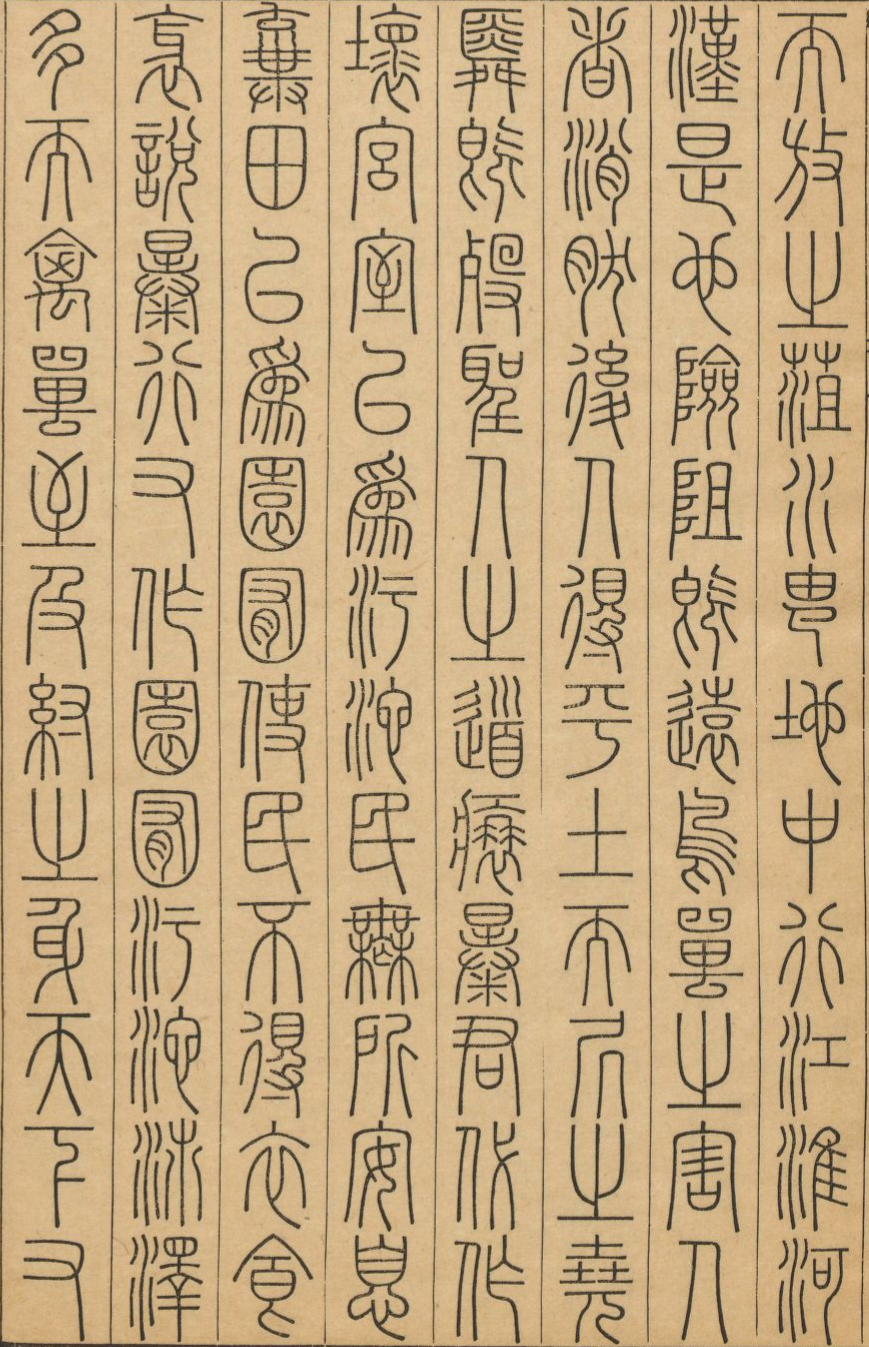 而放之菹水由地中行江淮河
漢是也險阻既遠鳥獸之害人
者消然後人得平土而居之堯
舜既歿聖人之道衰暴君代作
壞宮室以為汙池民無所安息
棄田以為園囿使民不得衣食
衺說暴行又作園囿汙池沛澤
多而禽獸至及紂之身天下又